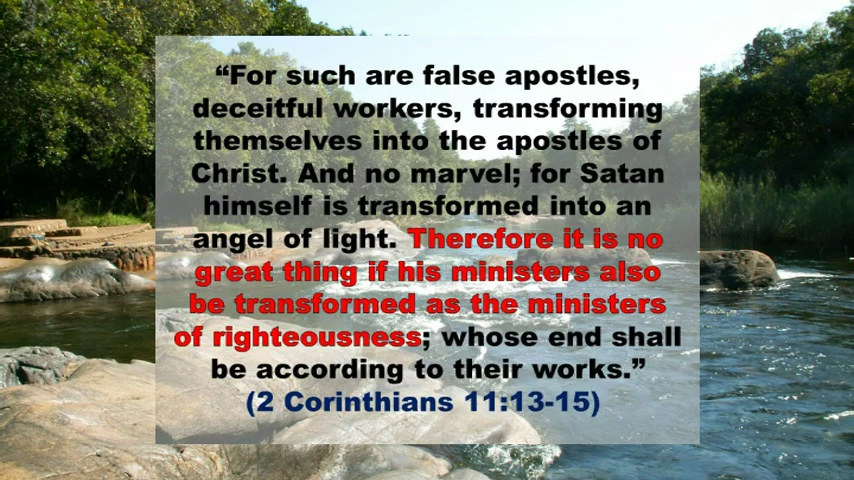 “For such are false apostles,
deceitful workers, transforming
themselves into the apostles of
Christ. And no marvel; for Satan
himself is transformed into an
angel of light. Therefore it is no
great thing if his ministers also
be transformed as the ministers
of righteousness; whose end shall
be according to their works.”
(2 Corinthians 11:13-15)